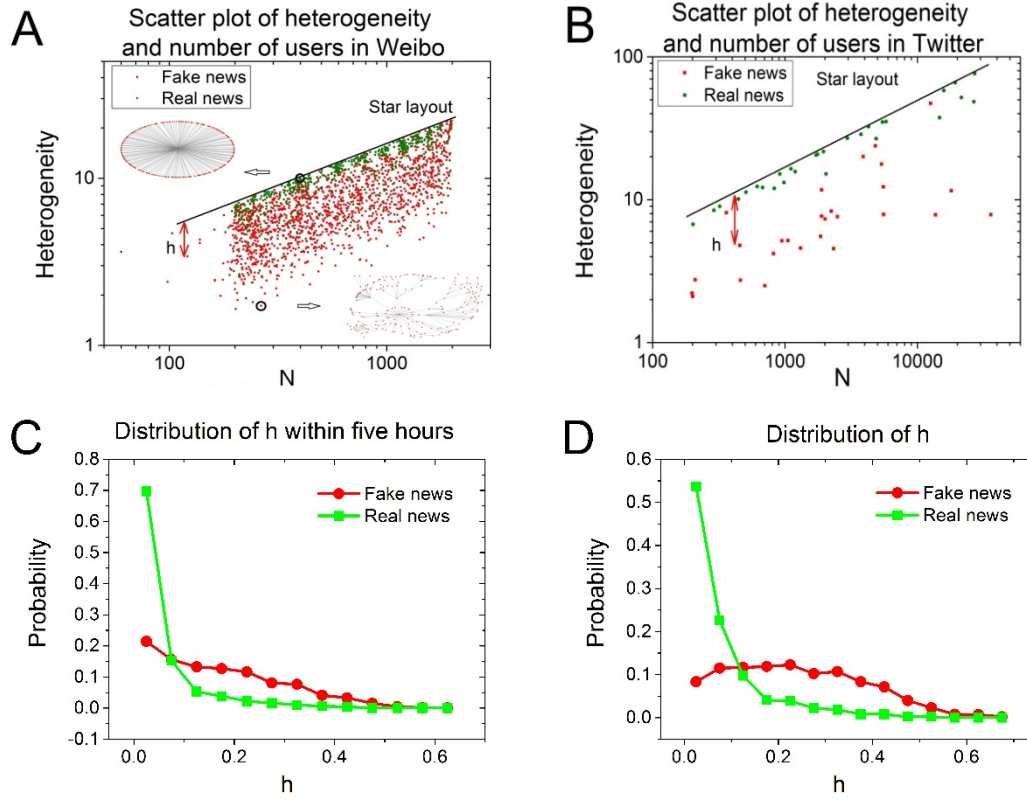 A
Scatter plot of heterogeneity
and number of users in Weibo
Fake news
Real news
Star layout
10
h
1
Heterogeneity
100
1000
N
B
Scatter plot of heterogeneity
and number of users in Twitter
100
Fake news
Real news
Star layout
10
h
1
Heterogeneity
100
1000
10000
N
C
Distribution of h within five hours
0.8
0.7
0.6
0.5
0.4
0.3
0.2
0.1
0.0
-0.1
Fake news
Real news
Probability
0.0
0.2
0.4
0.6
h
D
Distribution of h
0.6
0.5
0.4
0.3
0.2
0.1
0.0
Fake news
Real news
Probability
0.0
0.2
0.4
0.6
h